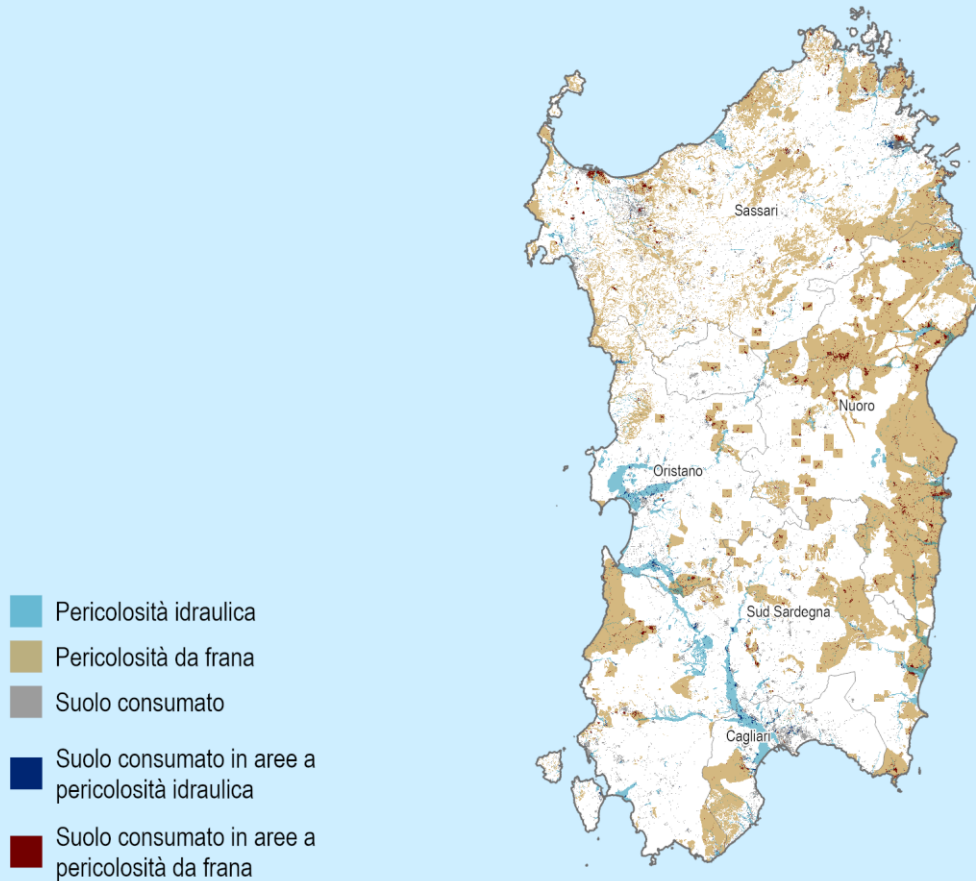 Sassari
Nuoro
Oristano
Sud Sardegna
Cagliari
Pericolosità idraulica
Pericolosità da frana
Suolo consumato
Suolo consumato in aree a
pericolosità idraulica
Suolo consumato in aree a
pericolosità da frana